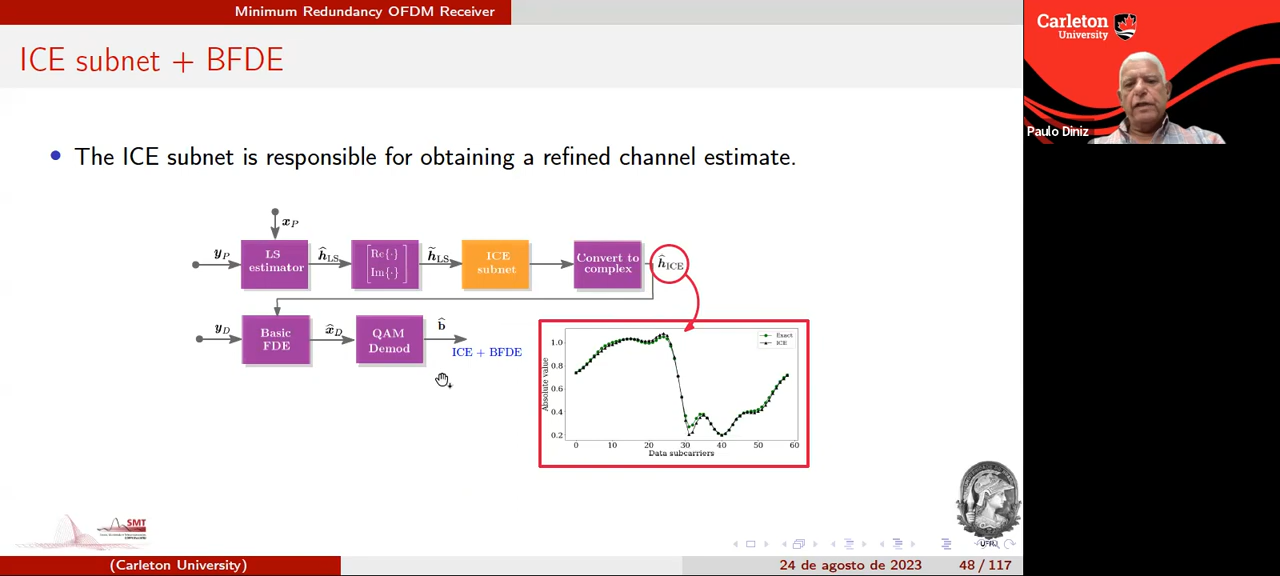 Minimum Redundancy OFDM Receiver
ICE subnet + BFDE
• The ICE subnet is responsible for obtaining a refined channel estimate.
x_P
y_P
LS estimator
ĥ_LS
[Re{·} Im{·}]
h̃_LS
ICE subnet
Convert to complex
ĥ_ICE
y_D
Basic FDE
x̂_D
QAM Demod
b̂
ICE + BFDE
Exact
ICE
Absolute value
1.0
0.8
0.6
0.4
0.2
0 10 20 30 40 50 60
Data subcarriers
SMT
UFRJ
(Carleton University)
24 de agosto de 2023
48 / 117
Carleton
University
Paulo Diniz